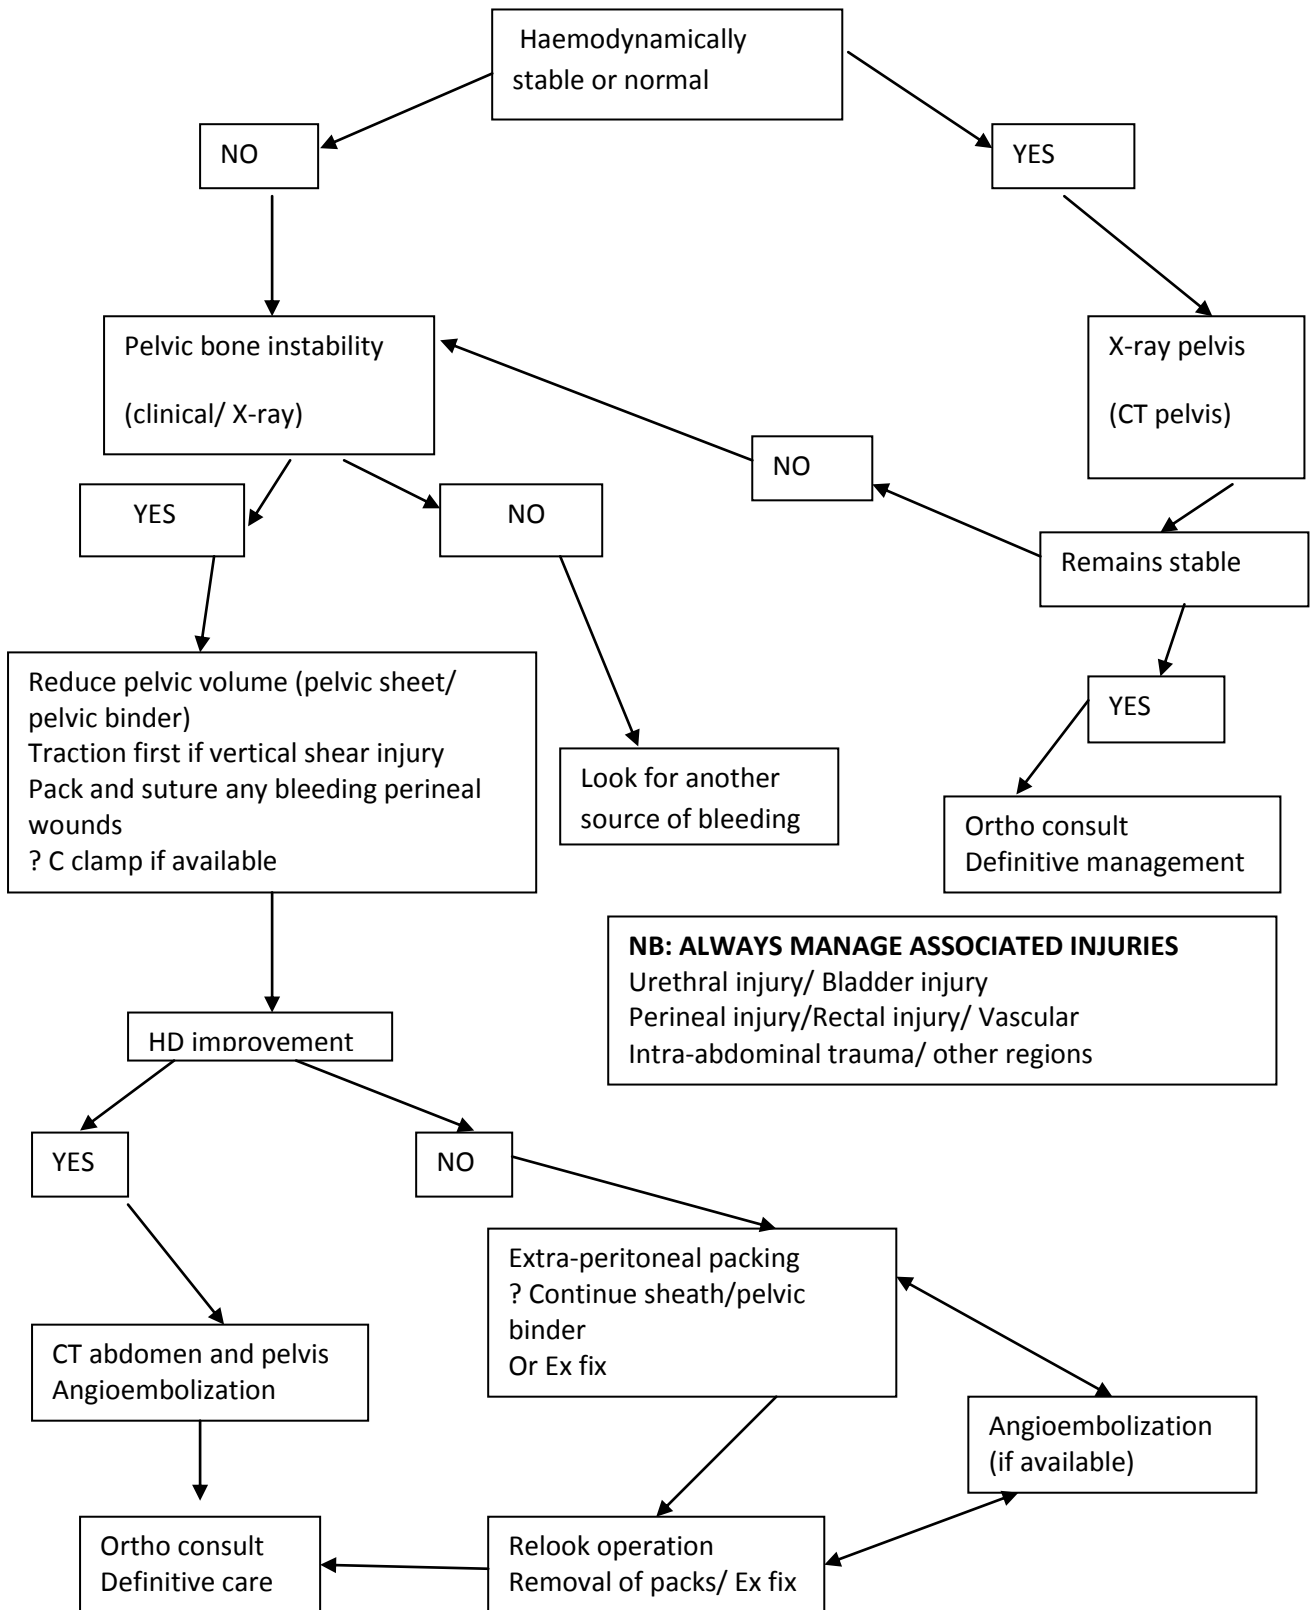 Haemodynamically
stable or normal
NO
YES
Pelvic bone instability
(clinical/ X-ray)
X-ray pelvis
(CT pelvis)
NO
YES
NO
Remains stable
Reduce pelvic volume (pelvic sheet/
pelvic binder)
Traction first if vertical shear injury
Pack and suture any bleeding perineal
wounds
? C clamp if available
Look for another
source of bleeding
YES
Ortho consult
Definitive management
NB: ALWAYS MANAGE ASSOCIATED INJURIES
Urethral injury/ Bladder injury
Perineal injury/Rectal injury/ Vascular
Intra-abdominal trauma/ other regions
HD improvement
YES
NO
Extra-peritoneal packing
? Continue sheath/pelvic
binder
Or Ex fix
CT abdomen and pelvis
Angioembolization
Angioembolization
(if available)
Ortho consult
Definitive care
Relook operation
Removal of packs/ Ex fix